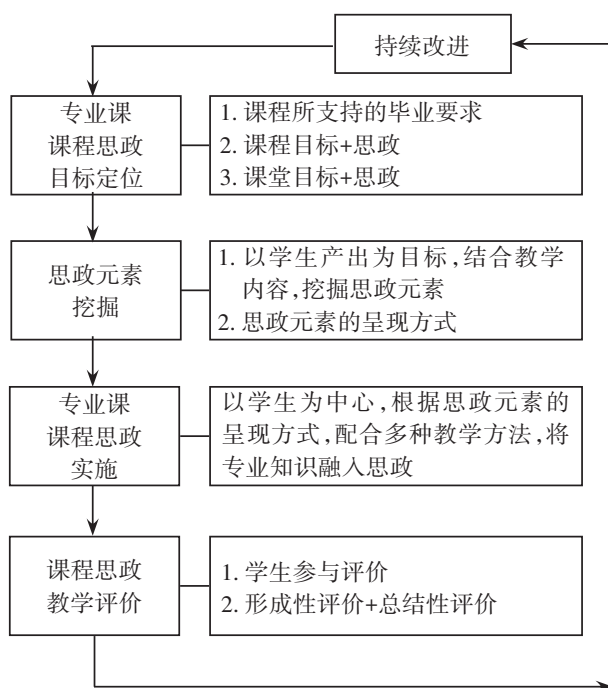 持续改进
专业课
课程思政
目标定位
1. 课程所支持的毕业要求
2. 课程目标+思政
3. 课堂目标+思政
思政元素
挖掘
1. 以学生产出为目标,结合教学
内容,挖掘思政元素
2. 思政元素的呈现方式
专业课
课程思政
实施
以学生为中心,根据思政元素的
呈现方式,配合多种教学方法,将
专业知识融入思政
课程思政
教学评价
1. 学生参与评价
2. 形成性评价+总结性评价